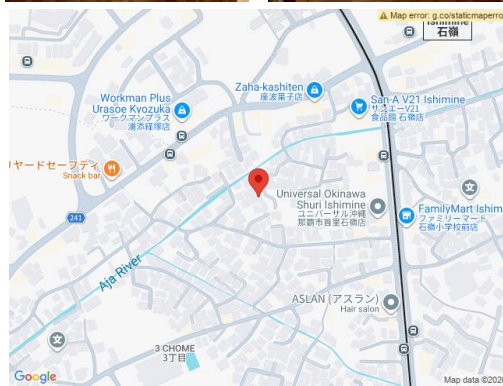 Map error: g.co/staticmaperro
Ishimine
石嶺
Zaha-kashiten
座波菓子店
Workman Plus
Urasoe Kyozuka
ワークマンプラス
浦添経塚店
San-A V21 Ishimine
サンエーV21
食品館 石嶺店
リヤードセーフティ
Snack bar
Universal Okinawa
Shuri Ishimine
ユニバーサル沖縄
那覇市首里石嶺店
FamilyMart Ishim
ファミリーマート
石嶺小学校前店
241
Aja River
ASLAN (アスラン)
Hair salon
3 CHOME
3丁目
Google
Map data ©202